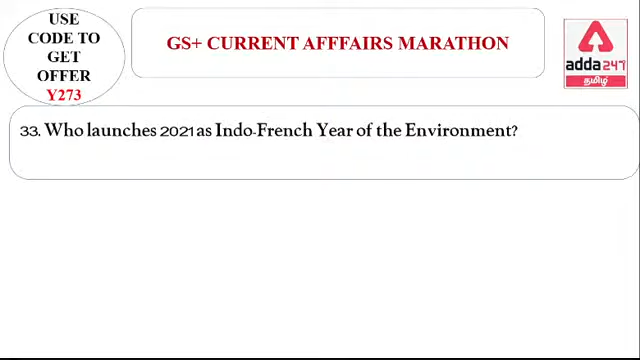 USE
CODE TO
GET
OFFER
Y273
GS+ CURRENT AFFFAIRS MARATHON
adda247
தமிழ்
33. Who launches 2021 as Indo-French Year of the Environment?